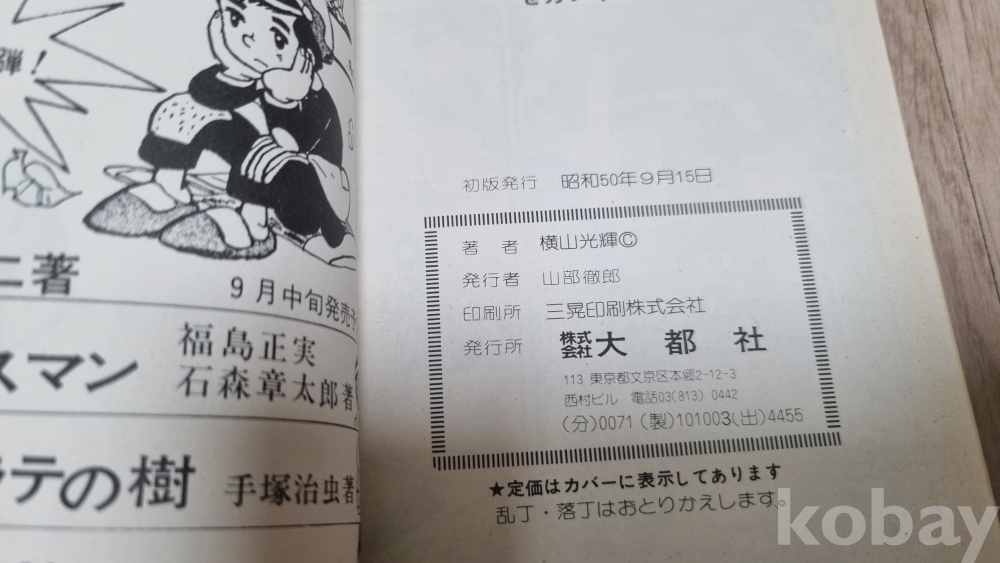 弾!
ニ著
9月中旬発売予
スマン
福島正実
石森章太郎著
ラテの樹
手塚治虫著
初版発行 昭和50年9月15日
著者 横山光輝©
発行者 山部徹郎
印刷所 三晃印刷株式会社
発行所 株式会社 大都社
113 東京都文京区本郷2-12-3
西村ビル 電話03(813)0442
(分)0071(製)101003(出)4455
★定価はカバーに表示してあります
乱丁・落丁はおとりかえします。
kobay